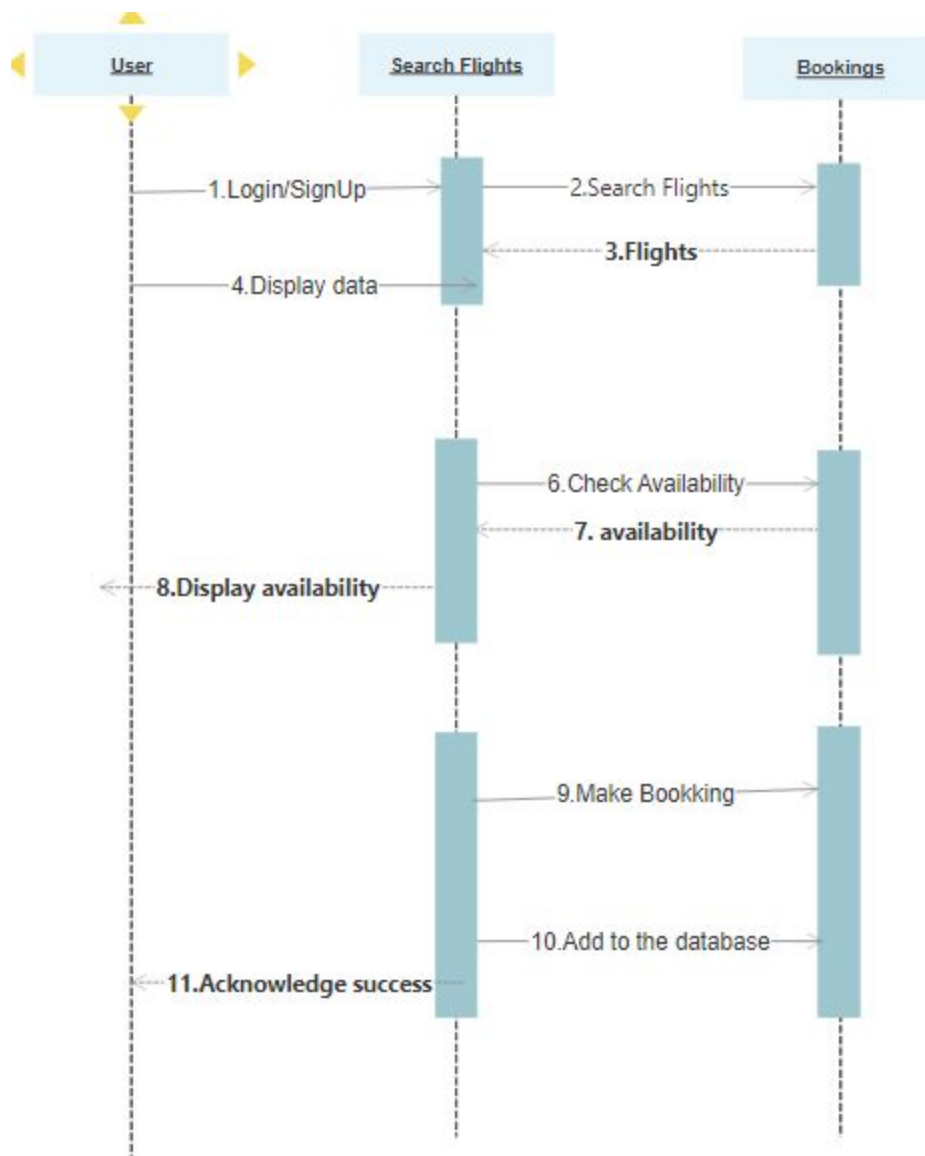 User
Search Flights
Bookings
1.Login/SignUp
2.Search Flights
3.Flights
4.Display data
6.Check Availability
7. availability
8.Display availability
9.Make Bookking
10.Add to the database
11.Acknowledge success